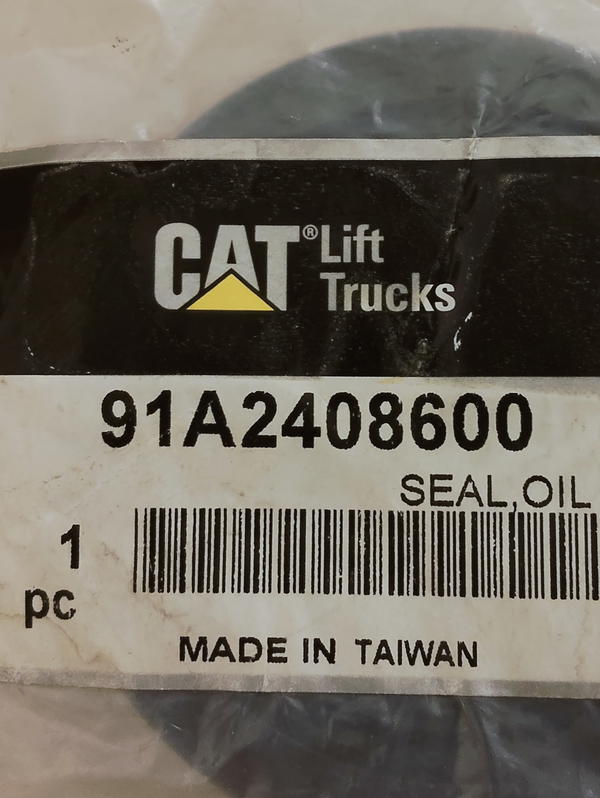 CAT® Lift
Trucks
91A2408600
SEAL,OIL
1
pc
MADE IN TAIWAN